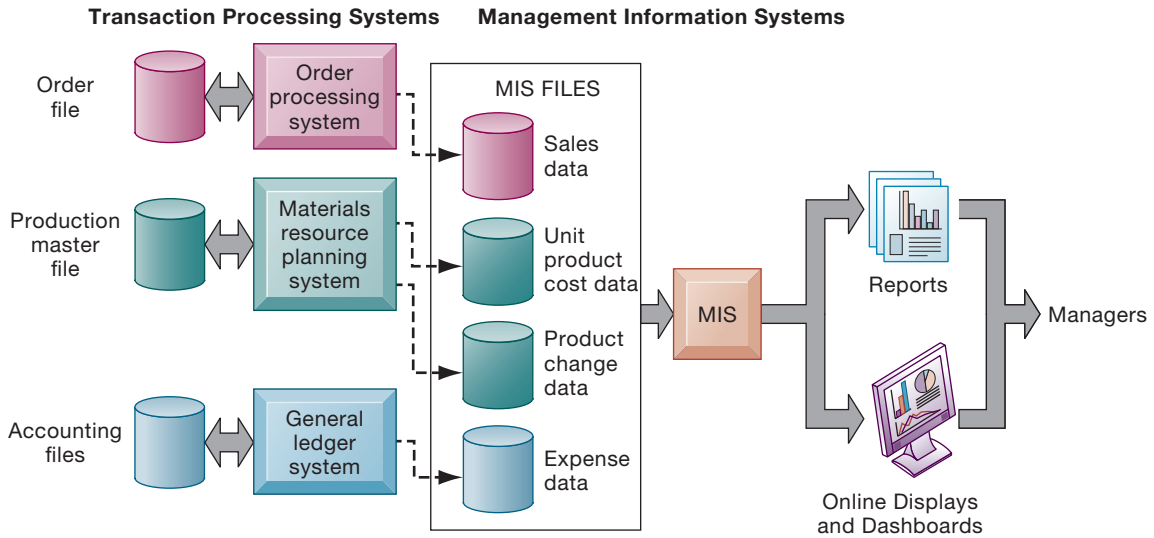 Transaction Processing Systems
Management Information Systems
Order
file
Order
processing
system
MIS FILES
Sales
data
Production
master
file
Materials
resource
planning
system
Unit
product
cost data
Product
change
data
Accounting
files
General
ledger
system
Expense
data
MIS
Reports
Online Displays
and Dashboards
Managers